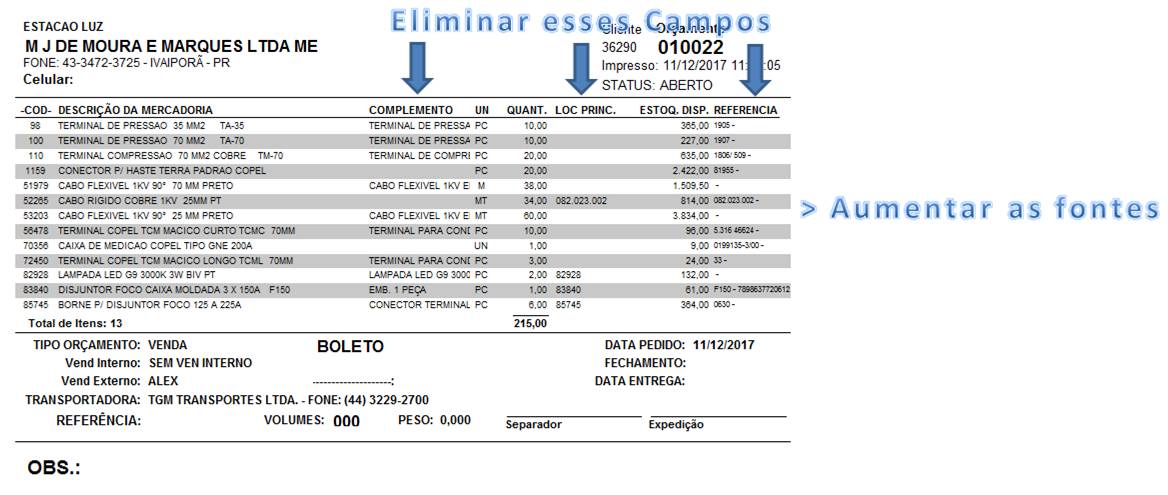 Eliminar esses Campos
ESTACAO LUZ
Cliente Orçamento
M J DE MOURA E MARQUES LTDA ME
36290 010022
FONE: 43-3472-3725 - IVAIPORÃ - PR
Impresso: 11/12/2017 11: :05
Celular:
STATUS: ABERTO
-COD- DESCRIÇÃO DA MERCADORIA COMPLEMENTO UN QUANT. LOC PRINC. ESTOQ. DISP. REFERENCIA
98 TERMINAL DE PRESSAO 35 MM2 TA-35 TERMINAL DE PRESSA PC 10,00 365,00 1905 -
100 TERMINAL DE PRESSAO 70 MM2 TA-70 TERMINAL DE PRESSA PC 10,00 227,00 1907 -
110 TERMINAL COMPRESSAO 70 MM2 COBRE TM-70 TERMINAL DE COMPRE PC 20,00 635,00 1806/ 509 -
1159 CONECTOR P/ HASTE TERRA PADRAO COPEL PC 20,00 2.422,00 81955 -
51979 CABO FLEXIVEL 1KV 90° 70 MM PRETO CABO FLEXIVEL 1KV E M 38,00 1.509,50 -
52265 CABO RIGIDO COBRE 1KV 25MM PT MT 34,00 082.023.002 814,00 082.023.002 -
53203 CABO FLEXIVEL 1KV 90° 25 MM PRETO CABO FLEXIVEL 1KV E MT 60,00 3.834,00 -
56478 TERMINAL COPEL TCM MACICO CURTO TCMC 70MM TERMINAL PARA CON PC 10,00 96,00 5.316 46624 -
70356 CAIXA DE MEDICAO COPEL TIPO GNE 200A UN 1,00 9,00 0199135-3/00 -
72450 TERMINAL COPEL TCM MACICO LONGO TCML 70MM TERMINAL PARA CON PC 3,00 24,00 33 -
82928 LAMPADA LED G9 3000K 3W BIV PT LAMPADA LED G9 3000 PC 2,00 82928 132,00 -
83840 DISJUNTOR FOCO CAIXA MOLDADA 3 X 150A F150 EMB. 1 PEÇA PC 1,00 83840 61,00 F150 - 7898637720612
85745 BORNE P/ DISJUNTOR FOCO 125 A 225A CONECTOR TERMINAL PC 6,00 85745 364,00 0630 -
> Aumentar as fontes
Total de Itens: 13 215,00
TIPO ORÇAMENTO: VENDA BOLETO DATA PEDIDO: 11/12/2017
Vend Interno: SEM VEN INTERNO FECHAMENTO:
Vend Externo: ALEX --------------------: DATA ENTREGA:
TRANSPORTADORA: TGM TRANSPORTES LTDA. - FONE: (44) 3229-2700
REFERÊNCIA: VOLUMES: 000 PESO: 0,000 Separador Expedição
OBS.: